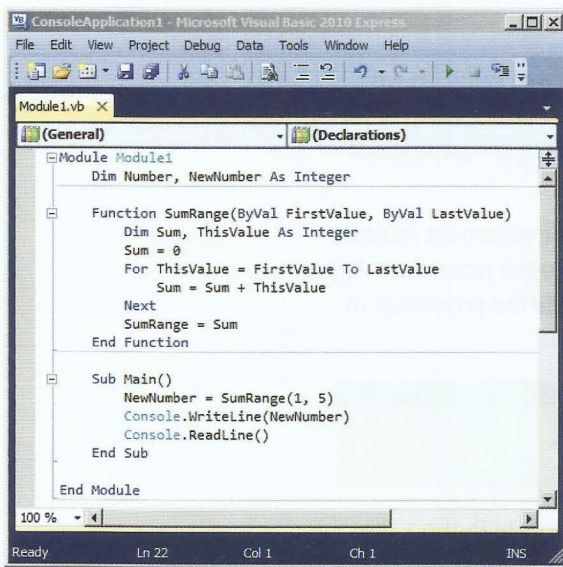 ConsoleApplication1 - Microsoft Visual Basic 2010 Express
File Edit View Project Debug Data Tools Window Help
Module1.vb
(General) (Declarations)
Module Module1
Dim Number, NewNumber As Integer
Function SumRange(ByVal FirstValue, ByVal LastValue)
Dim Sum, ThisValue As Integer
Sum = 0
For ThisValue = FirstValue To LastValue
Sum = Sum + ThisValue
Next
SumRange = Sum
End Function
Sub Main()
NewNumber = SumRange(1, 5)
Console.WriteLine(NewNumber)
Console.ReadLine()
End Sub
End Module
100 %
Ready Ln 22 Col 1 Ch 1 INS